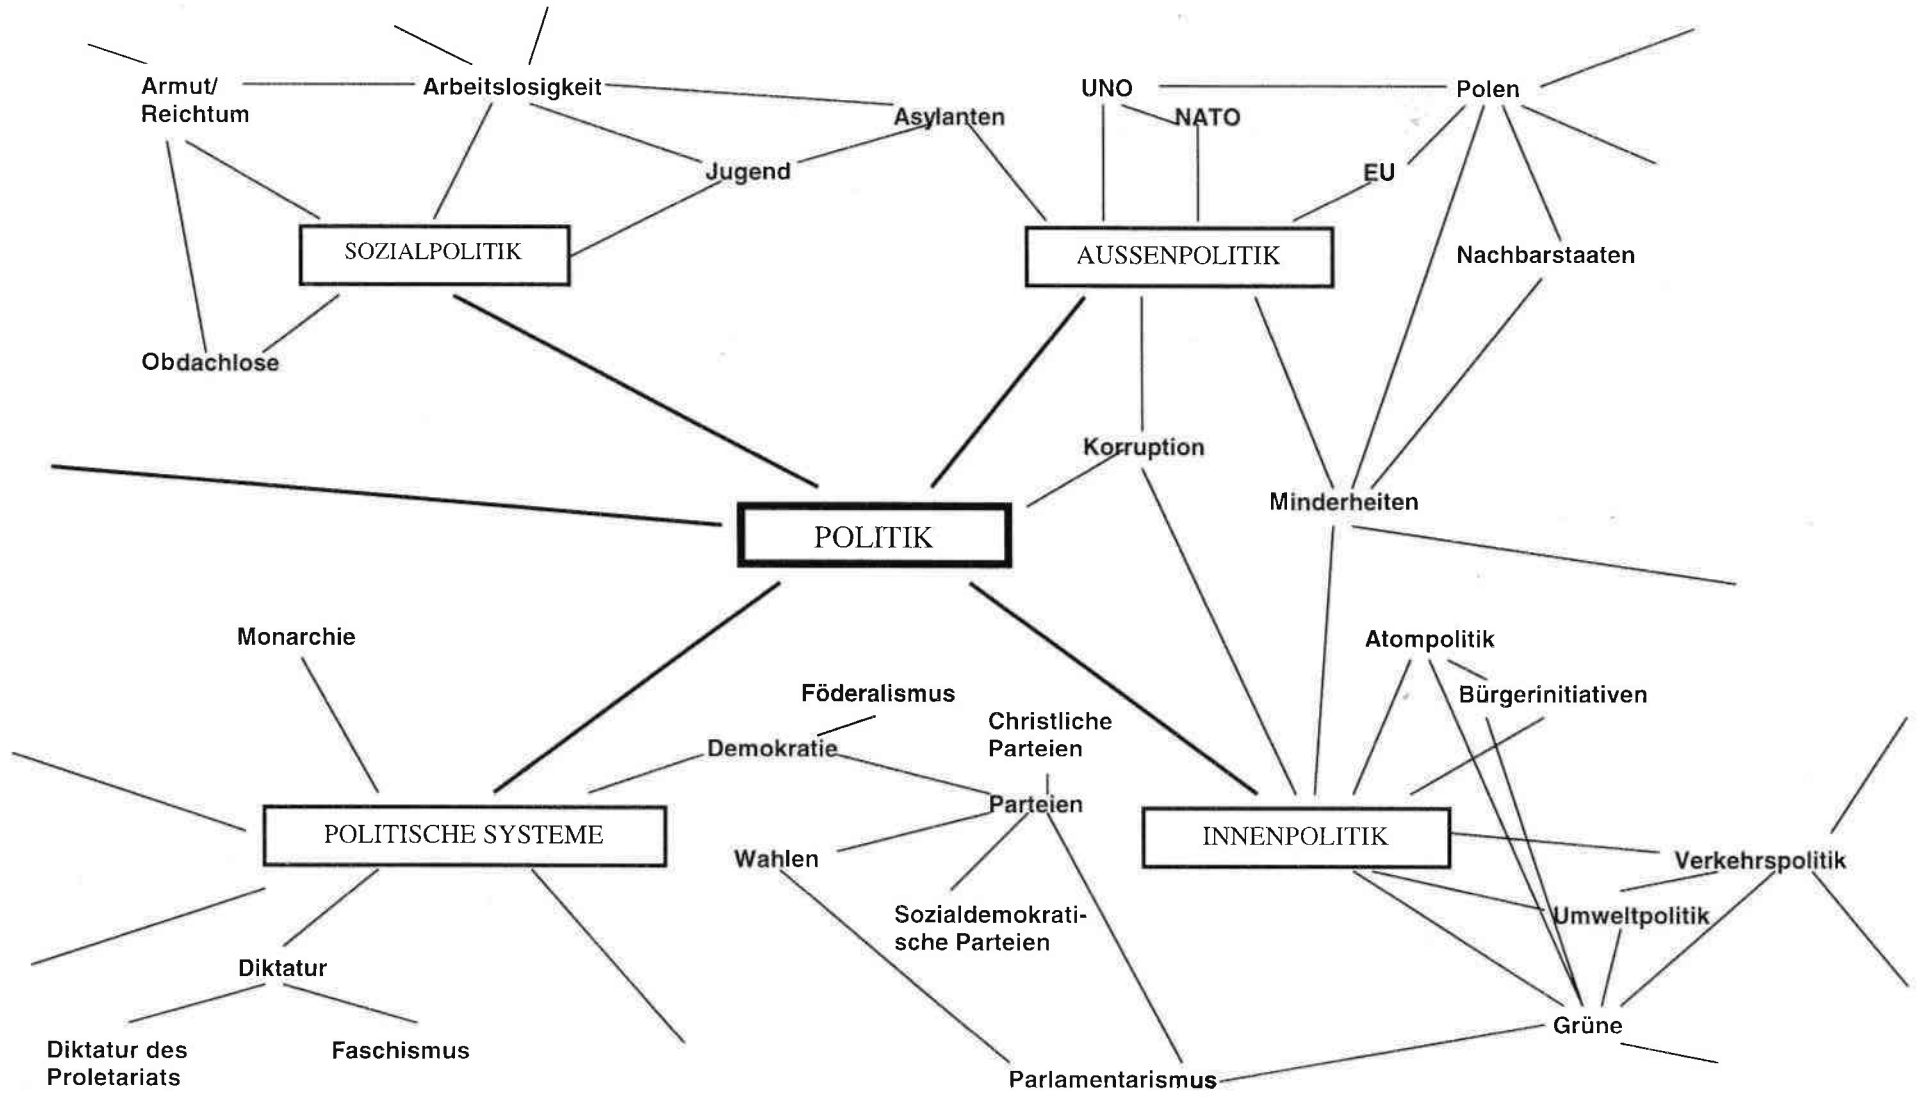 Armut/
Reichtum
Arbeitslosigkeit
Asylanten
Jugend
UNO
NATO
Polen
EU
SOZIALPOLITIK
AUSSENPOLITIK
Nachbarstaaten
Obdachlose
Korruption
Minderheiten
POLITIK
Monarchie
Atompolitik
Föderalismus
Bürgerinitiativen
Christliche
Parteien
Demokratie
Parteien
POLITISCHE SYSTEME
INNENPOLITIK
Wahlen
Verkehrspolitik
Sozialdemokrati-
sche Parteien
Umweltpolitik
Diktatur
Grüne
Diktatur des
Proletariats
Faschismus
Parlamentarismus